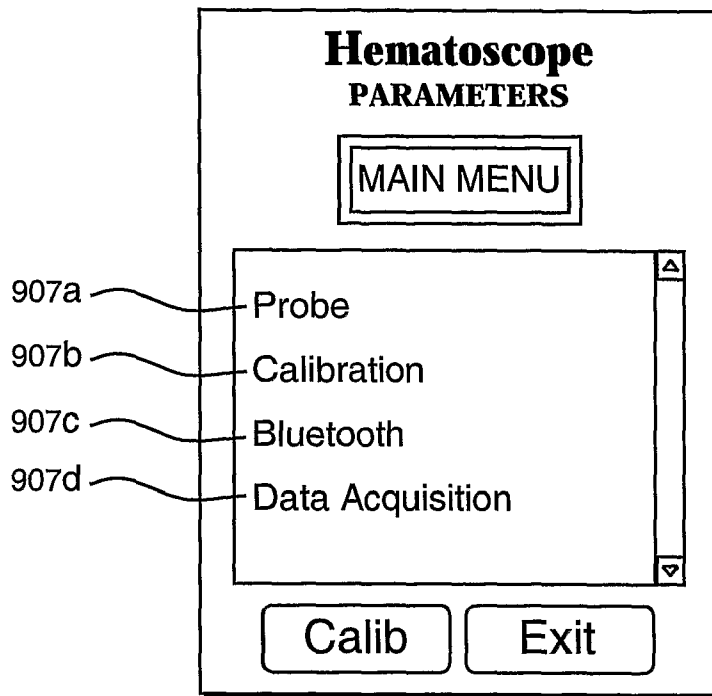 Hematoscope
PARAMETERS
MAIN MENU
907a Probe
907b Calibration
907c Bluetooth
907d Data Acquisition
Calib Exit